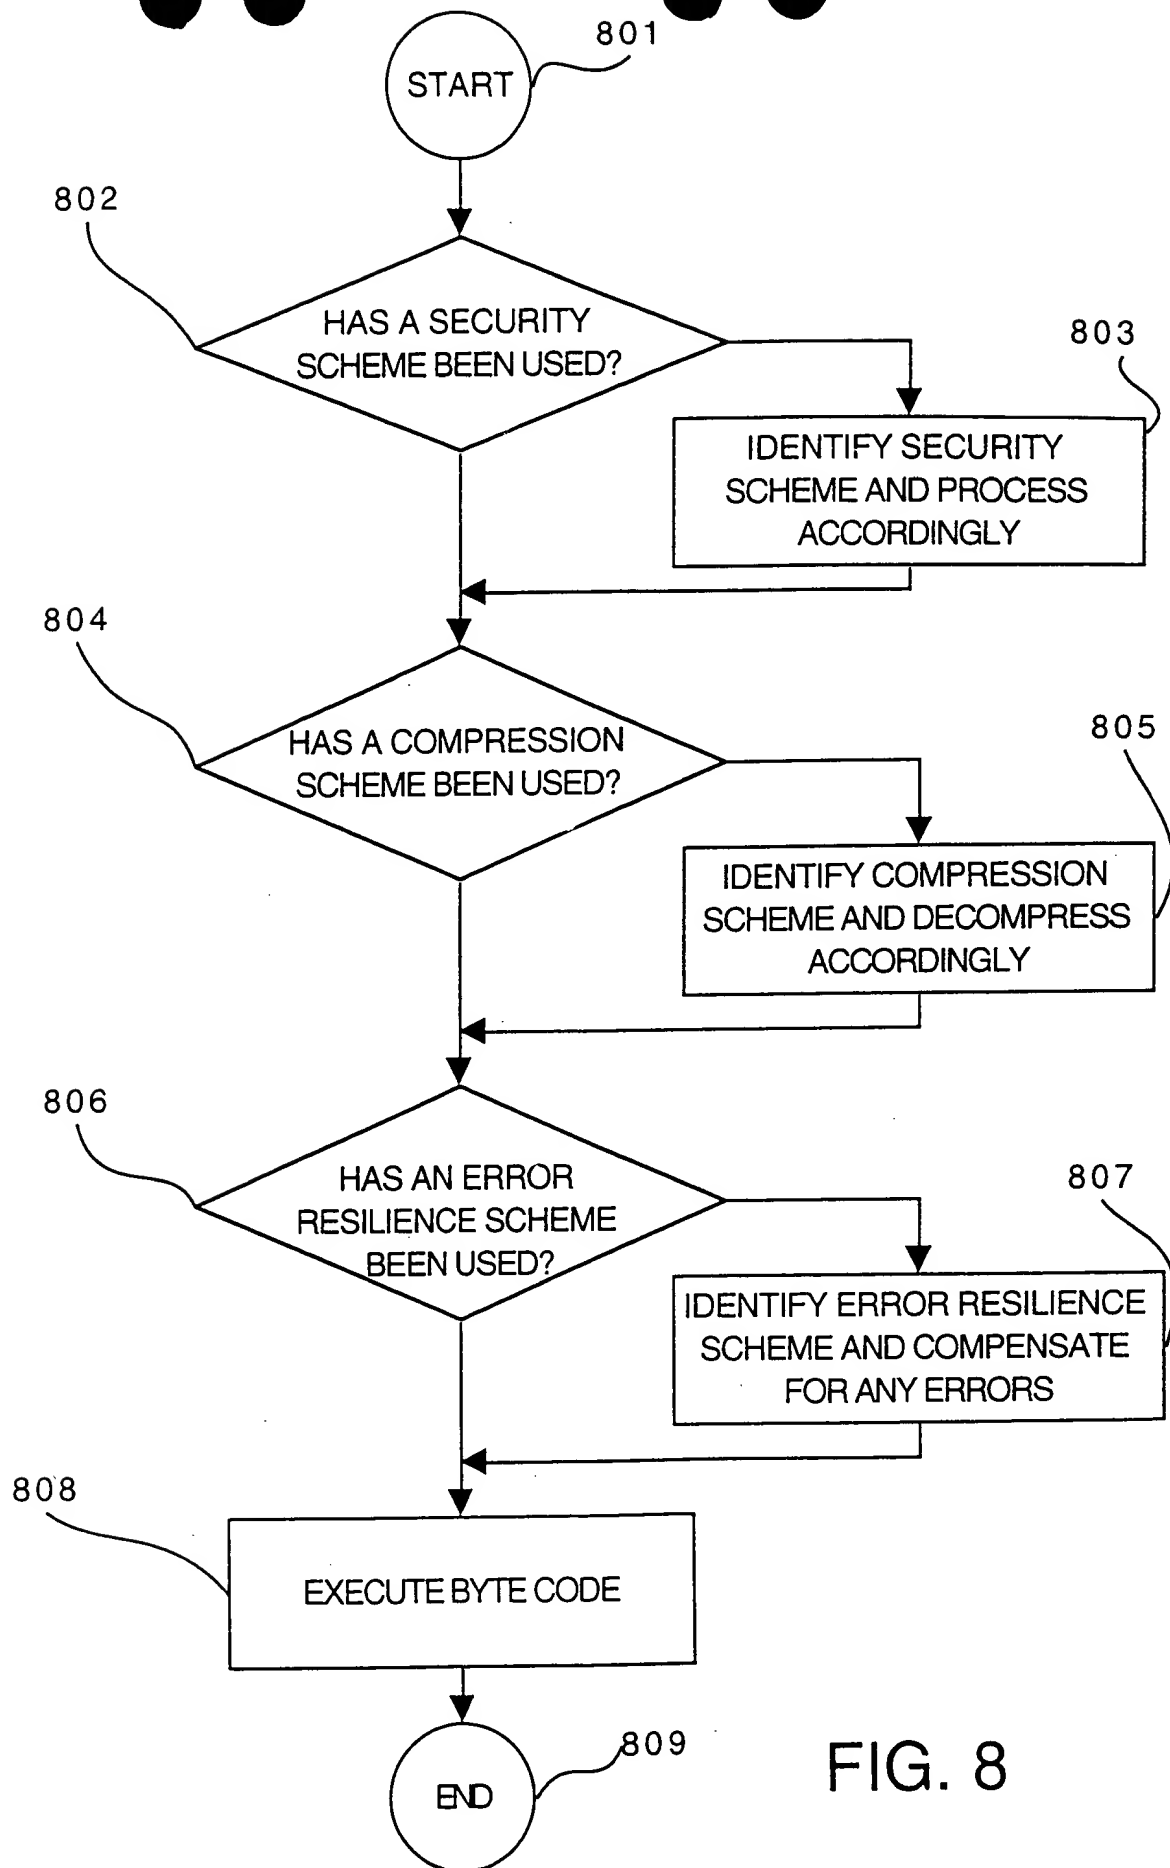 801
START
802
HAS A SECURITY
SCHEME BEEN USED?
803
IDENTIFY SECURITY
SCHEME AND PROCESS
ACCORDINGLY
804
HAS A COMPRESSION
SCHEME BEEN USED?
805
IDENTIFY COMPRESSION
SCHEME AND DECOMPRESS
ACCORDINGLY
806
HAS AN ERROR
RESILIENCE SCHEME
BEEN USED?
807
IDENTIFY ERROR RESILIENCE
SCHEME AND COMPENSATE
FOR ANY ERRORS
808
EXECUTE BYTE CODE
809
END
FIG. 8